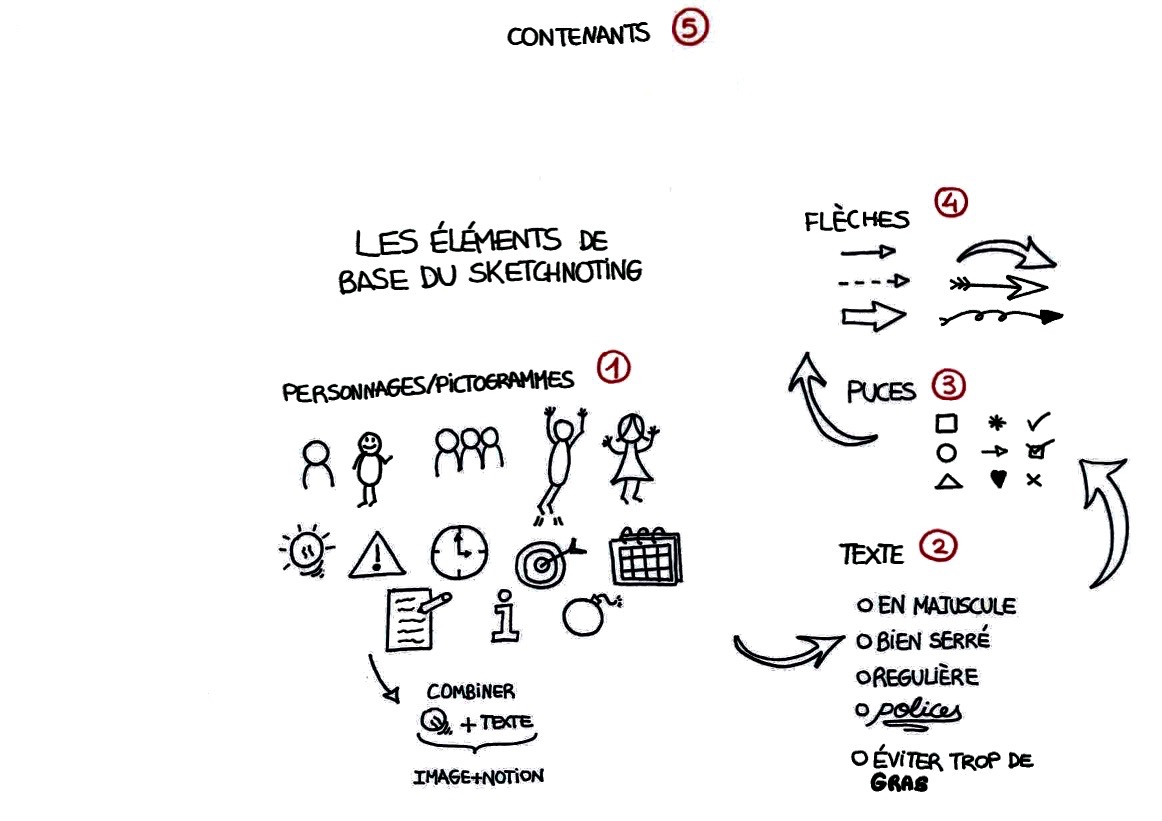 CONTENANTS 5
LES ÉLÉMENTS DE
BASE DU SKETCHNOTING
PERSONNAGES/PICTOGRAMMES 1
COMBINER
+ TEXTE
IMAGE+NOTION
TEXTE 2
EN MAJUSCULE
BIEN SERRÉ
REGULIÈRE
polices
ÉVITER TROP DE
GRAS
PUCES 3
FLÈCHES 4